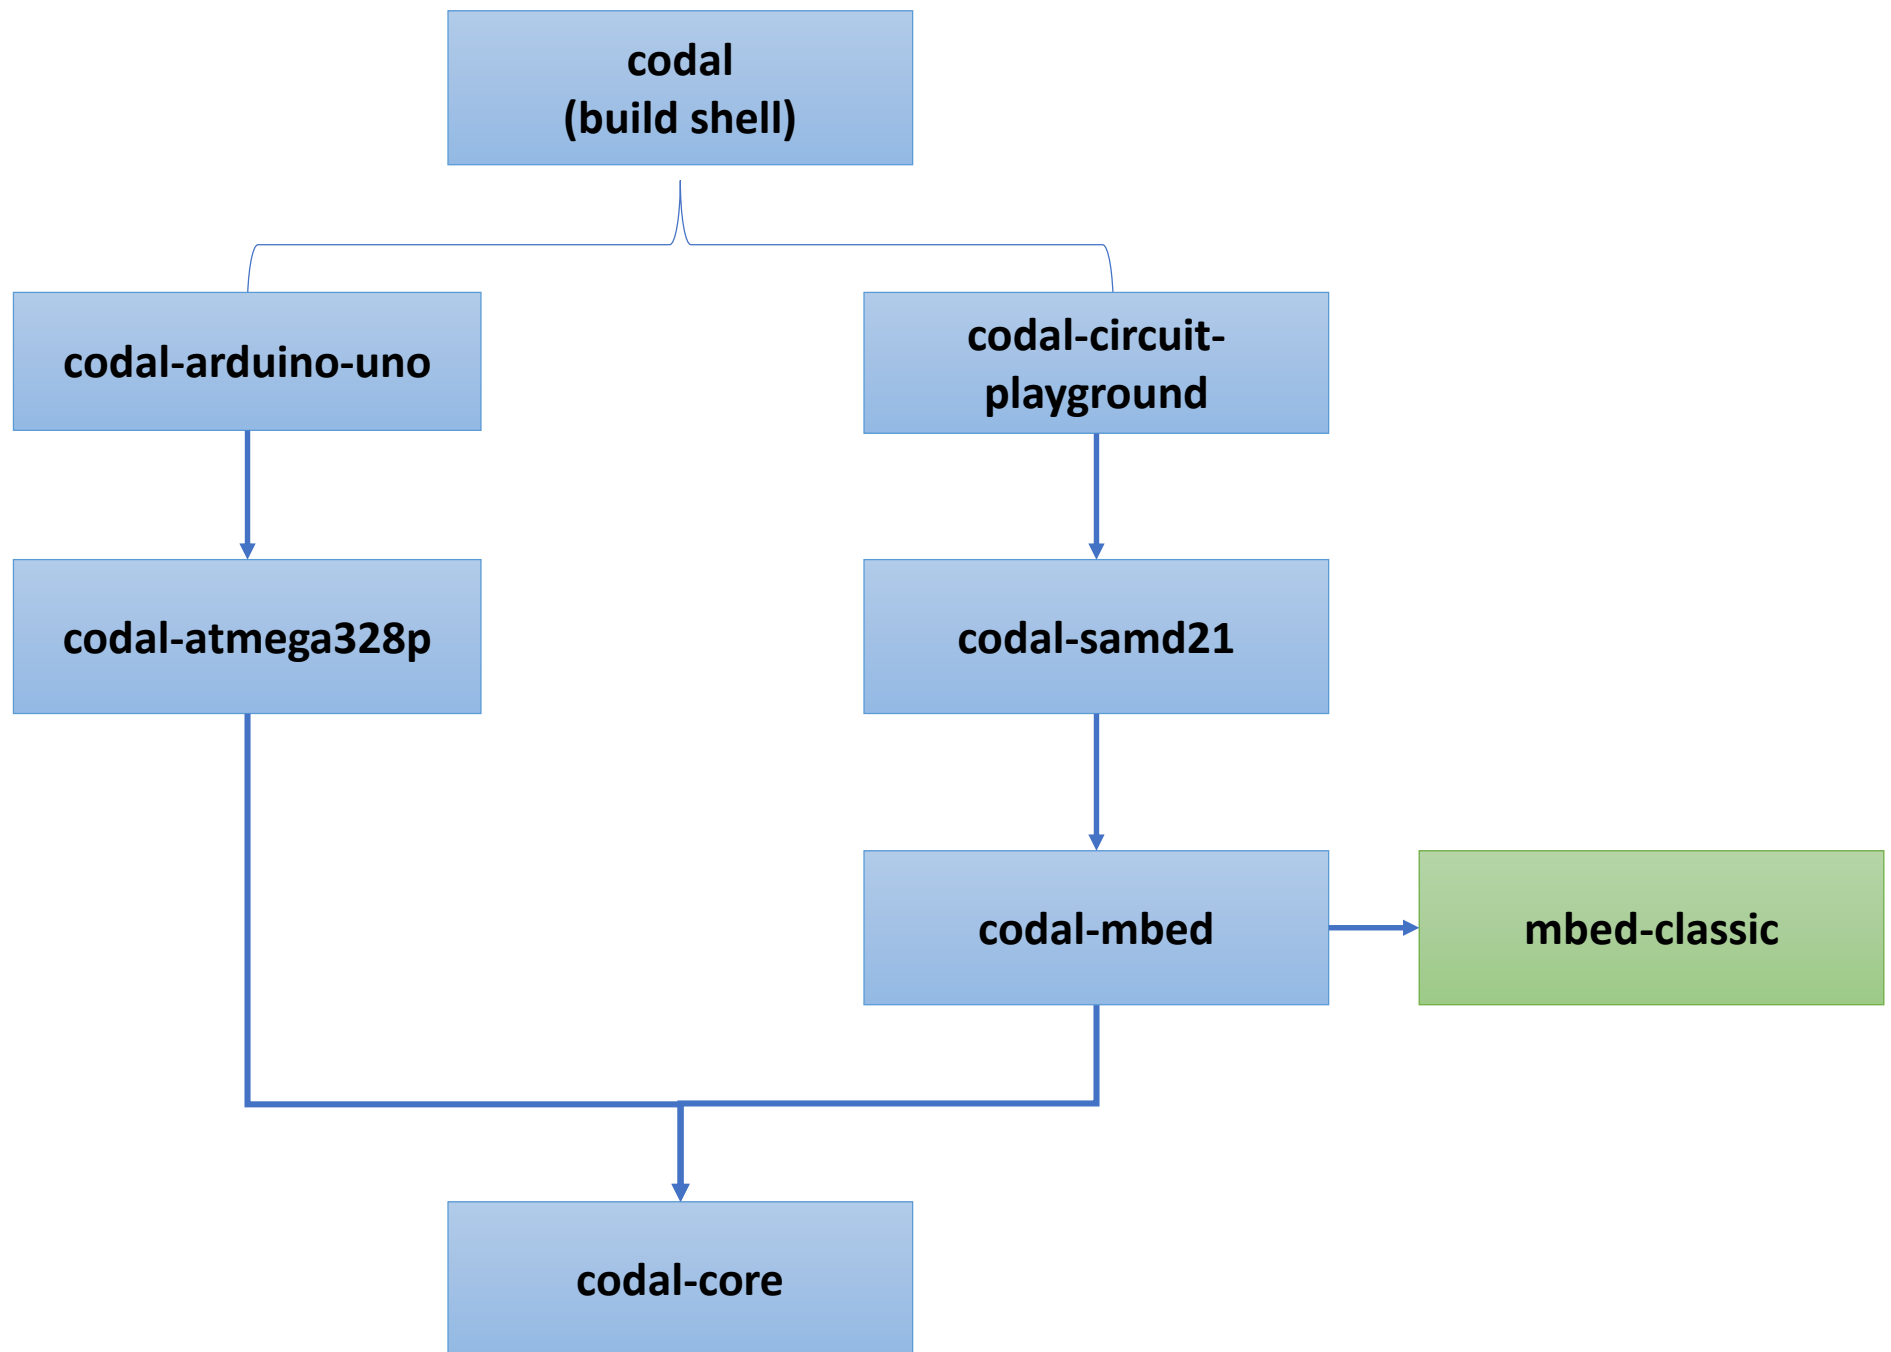 codal
(build shell)
codal-arduino-uno
codal-circuit-
playground
codal-atmega328p
codal-samd21
codal-mbed
mbed-classic
codal-core